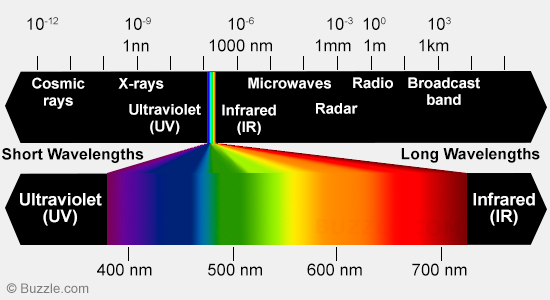 10-12 10-9 10-6 10-3 100 103
1nn 1000 nm 1mm 1m 1km
Cosmic rays X-rays Microwaves Radio Broadcast band
Ultraviolet (UV) Infrared (IR) Radar
Short Wavelengths Long Wavelengths
Ultraviolet (UV) Infrared (IR)
400 nm 500 nm 600 nm 700 nm
© Buzzle.com